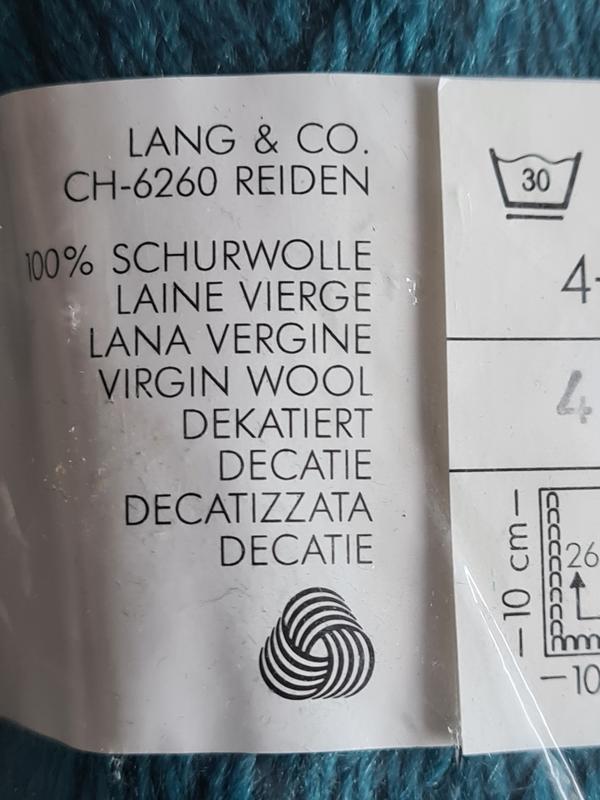 LANG & CO.
CH-6260 REIDEN
100% SCHURWOLLE
LAINE VIERGE
LANA VERGINE
VIRGIN WOOL
DEKATIERT
DECATIE
DECATIZZATA
DECATIE
30
4-
4
10 cm
26
10